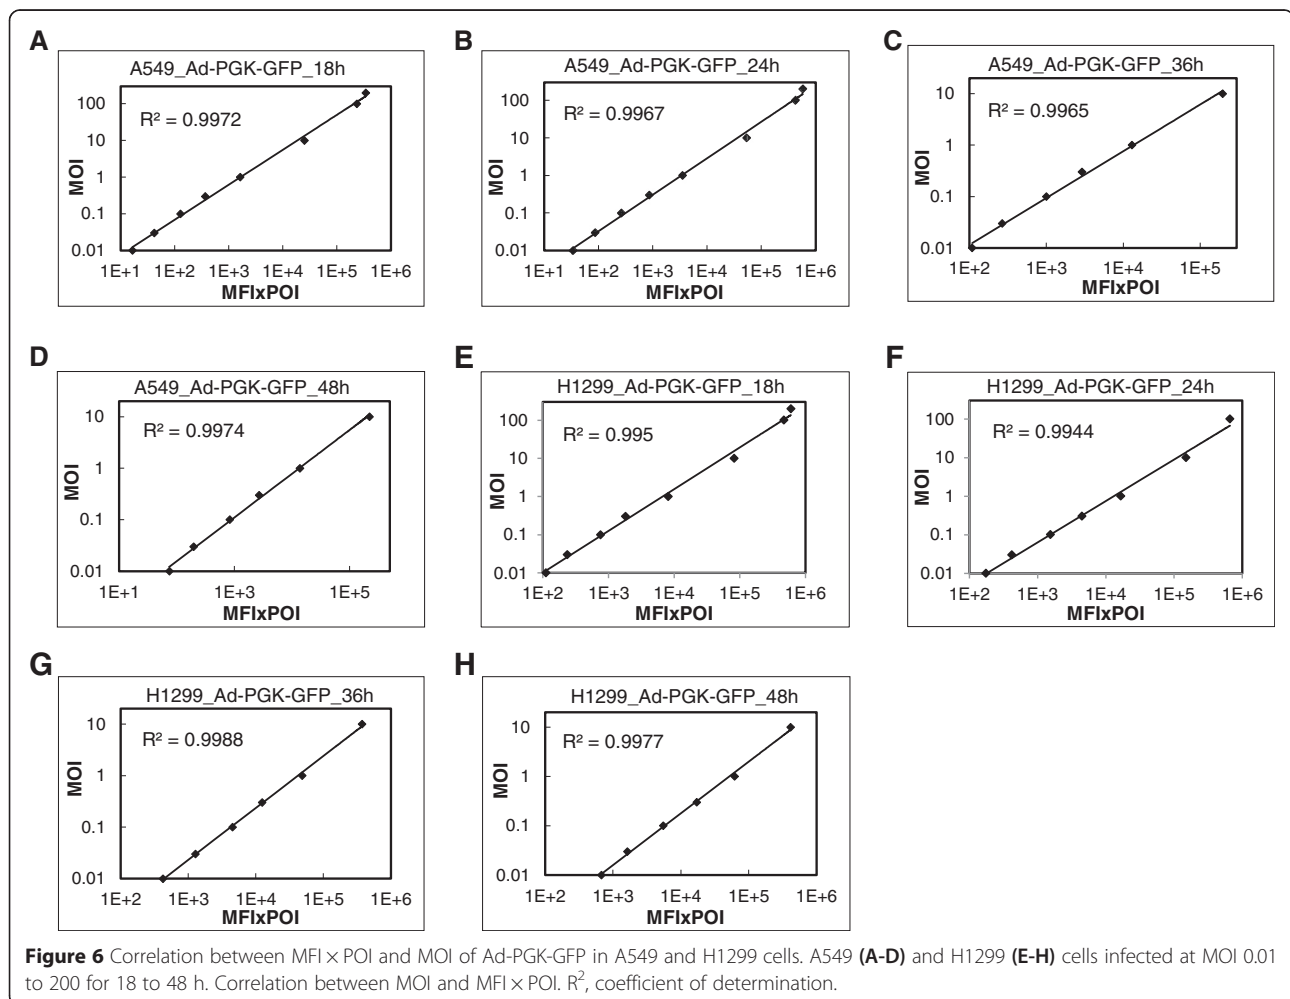 A
A549_Ad-PGK-GFP_18h
R² = 0.9972
MOI
100
10
1
0.1
0.01
1E+1 1E+2 1E+3 1E+4 1E+5 1E+6
MFIxPOI
B
A549_Ad-PGK-GFP_24h
R² = 0.9967
MOI
100
10
1
0.1
0.01
1E+1 1E+2 1E+3 1E+4 1E+5 1E+6
MFIxPOI
C
A549_Ad-PGK-GFP_36h
R² = 0.9965
MOI
10
1
0.1
0.01
1E+2 1E+3 1E+4 1E+5
MFIxPOI
D
A549_Ad-PGK-GFP_48h
R² = 0.9974
MOI
10
1
0.1
0.01
1E+1 1E+3 1E+5
MFIxPOI
E
H1299_Ad-PGK-GFP_18h
R² = 0.995
MOI
100
10
1
0.1
0.01
1E+2 1E+3 1E+4 1E+5 1E+6
MFIxPOI
F
H1299_Ad-PGK-GFP_24h
R² = 0.9944
MOI
100
10
1
0.1
0.01
1E+2 1E+3 1E+4 1E+5 1E+6
MFIxPOI
G
H1299_Ad-PGK-GFP_36h
R² = 0.9988
MOI
10
1
0.1
0.01
1E+2 1E+3 1E+4 1E+5 1E+6
MFIxPOI
H
H1299_Ad-PGK-GFP_48h
R² = 0.9977
MOI
10
1
0.1
0.01
1E+2 1E+3 1E+4 1E+5 1E+6
MFIxPOI
Figure 6 Correlation between MFI × POI and MOI of Ad-PGK-GFP in A549 and H1299 cells. A549 (A-D) and H1299 (E-H) cells infected at MOI 0.01
to 200 for 18 to 48 h. Correlation between MOI and MFI × POI. R², coefficient of determination.